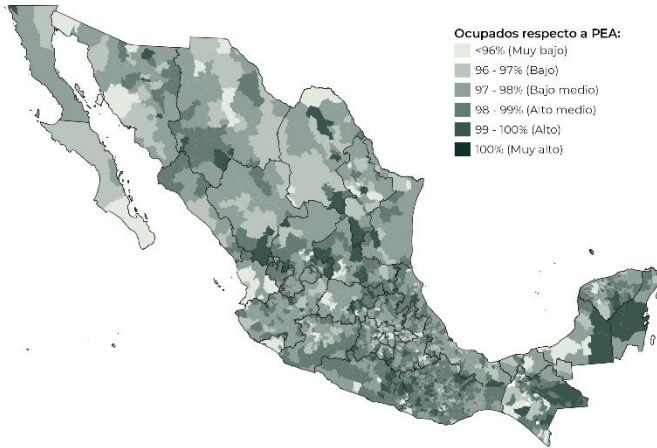 Ocupados respecto a PEA:
<96% (Muy bajo)
96 - 97% (Bajo)
97 - 98% (Bajo medio)
98 - 99% (Alto medio)
99 - 100% (Alto)
100% (Muy alto)